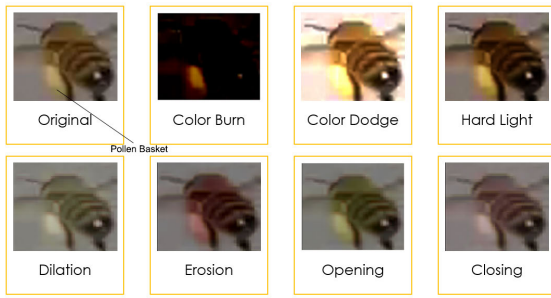 Original
Color Burn
Color Dodge
Hard Light
Pollen Basket
Dilation
Erosion
Opening
Closing